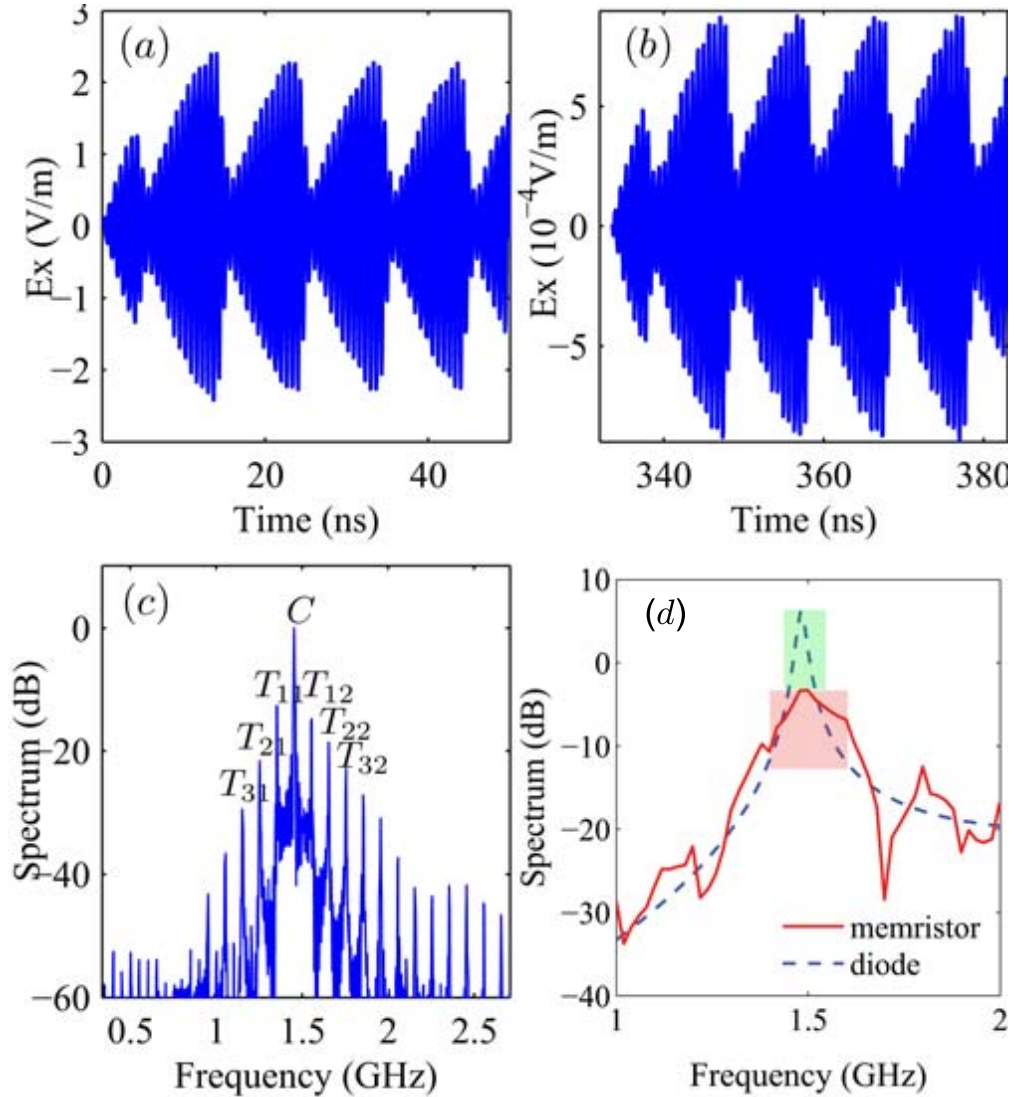 (a)
3
2
1
0
−1
−2
−3
Ex (V/m)
0 20 40
Time (ns)
(b)
5
0
−5
Ex (10⁻⁴V/m)
340 360 380
Time (ns)
(c)
C
T₁₁ T₁₂
T₂₁ T₂₂
T₃₁ T₃₂
0
−20
−40
−60
Spectrum (dB)
0.5 1 1.5 2 2.5
Frequency (GHz)
(d)
10
0
−10
−20
−30
−40
Spectrum (dB)
memristor
diode
1 1.5 2
Frequency (GHz)